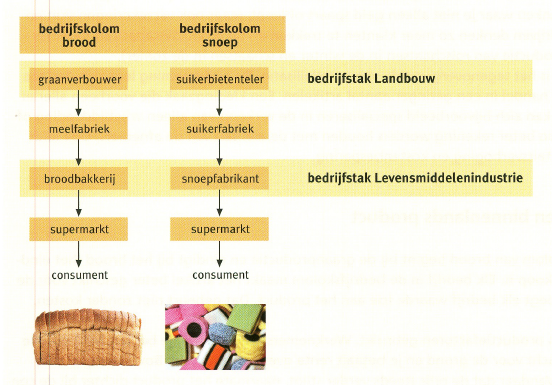 bedrijfskolom brood
bedrijfskolom snoep
graanverbouwer
suikerbietenteler
bedrijfstak Landbouw
meelfabriek
suikerfabriek
broodbakkerij
snoepfabrikant
bedrijfstak Levensmiddelenindustrie
supermarkt
supermarkt
consument
consument